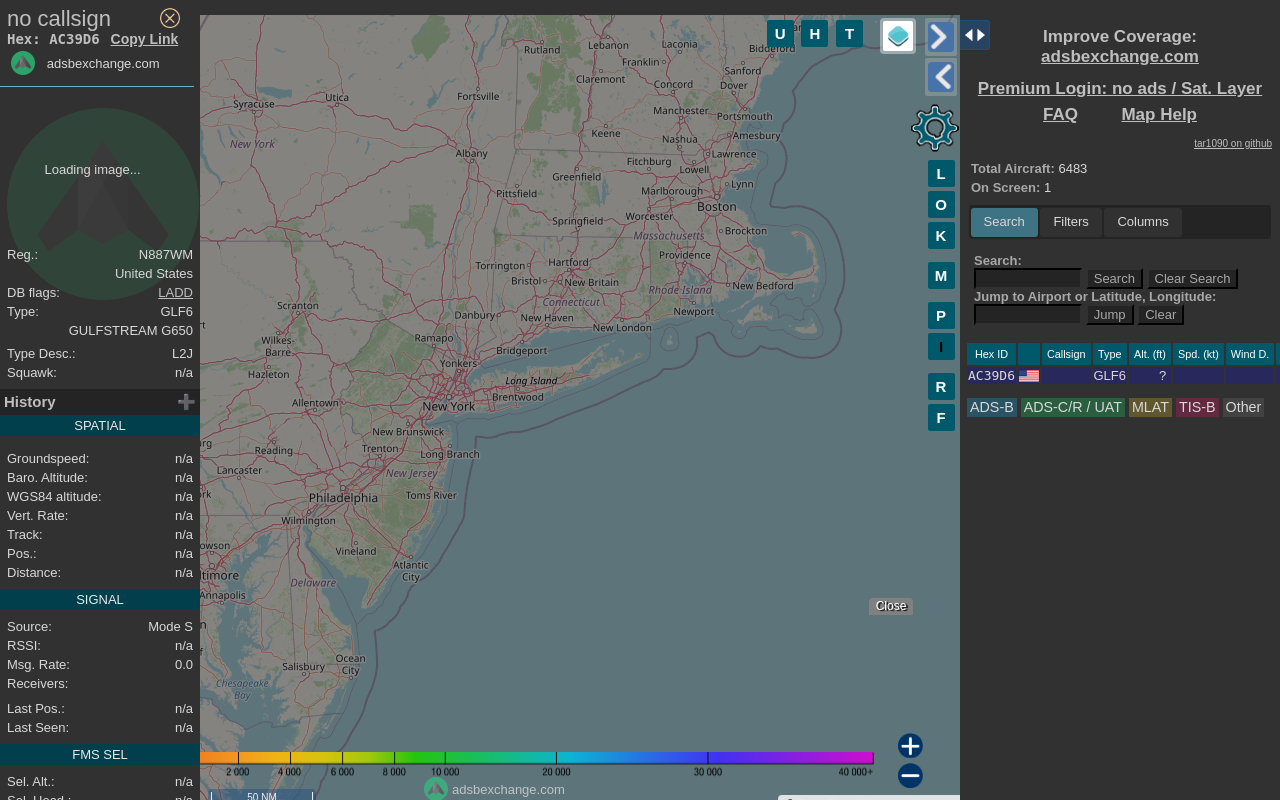 no callsign
Hex: AC39D6 Copy Link
adsbexchange.com
Loading image...
Reg.: N887WM
United States
DB flags: LADD
Type: GLF6
GULFSTREAM G650
Type Desc.: L2J
Squawk: n/a
History
SPATIAL
Groundspeed: n/a
Baro. Altitude: n/a
WGS84 altitude: n/a
Vert. Rate: n/a
Track: n/a
Pos.: n/a
Distance: n/a
SIGNAL
Source: Mode S
RSSI: n/a
Msg. Rate: 0.0
Receivers:
Last Pos.: n/a
Last Seen: n/a
FMS SEL
Sel. Alt.: n/a
U H T
Rutland
Lebanon
Laconia
Biddeford
Franklin
Sanford
Claremont
Concord
Dover
Syracuse
Utica
Fortsville
Manchester
Portsmouth
Keene
Nashua
Amesbury
New York
Albany
Fitchburg
Lawrence
Lowell
Greenfield
Pittsfield
Marlborough
Lynn
Boston
Springfield
Worcester
Massachusetts
Brockton
Providence
Torrington
Hartford
Bristol
New Britain
Rhode Island
New Bedford
Connecticut
Newport
Scranton
Danbury
New Haven
New London
Wilkes-
Barre
Ramapo
Bridgeport
Yonkers
Hazleton
Long Island
Brentwood
Allentown
New York
New Brunswick
Reading
Trenton
Long Branch
Lancaster
New Jersey
Philadelphia
Toms River
Wilmington
Vineland
Atlantic
City
Delaware
Annapolis
Salisbury
Ocean
City
Chesapeake
Bay
L
O
K
M
P
I
R
F
Close
2 000 4 000 6 000 8 000 10 000 20 000 30 000 40 000+
adsbexchange.com
50 NM
Improve Coverage:
adsbexchange.com
Premium Login: no ads / Sat. Layer
FAQ Map Help
tar1090 on github
Total Aircraft: 6483
On Screen: 1
Search Filters Columns
Search:
Search Clear Search
Jump to Airport or Latitude, Longitude:
Jump Clear
Hex ID Callsign Type Alt. (ft) Spd. (kt) Wind D.
AC39D6 GLF6 ?
ADS-B ADS-C/R / UAT MLAT TIS-B Other